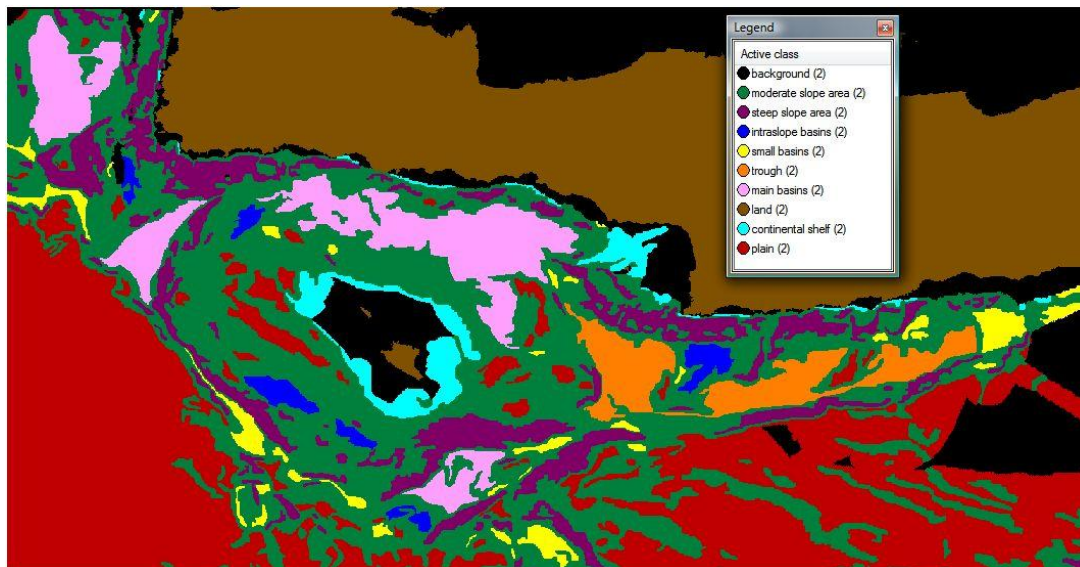 Legend
Active class
background (2)
moderate slope area (2)
steep slope area (2)
intraslope basins (2)
small basins (2)
trough (2)
main basins (2)
land (2)
continental shelf (2)
plain (2)